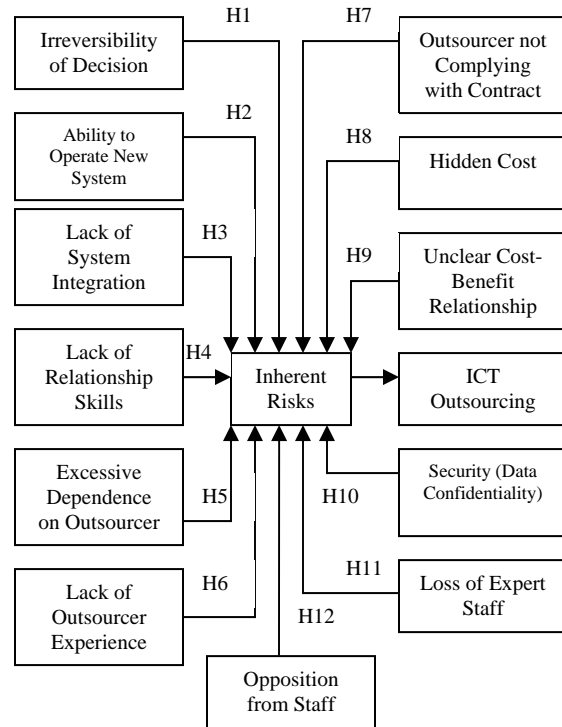 H1
H7
Irreversibility
of Decision
Outsourcer not
Complying
with Contract
H2
Ability to
Operate New
System
H8
Hidden Cost
H3
Lack of
System
Integration
H9
Unclear Cost-
Benefit
Relationship
H4
Lack of
Relationship
Skills
Inherent
Risks
ICT
Outsourcing
Excessive
Dependence
on Outsourcer
H5
H10
Security (Data
Confidentiality)
H6
Lack of
Outsourcer
Experience
H11
Loss of Expert
Staff
H12
Opposition
from Staff